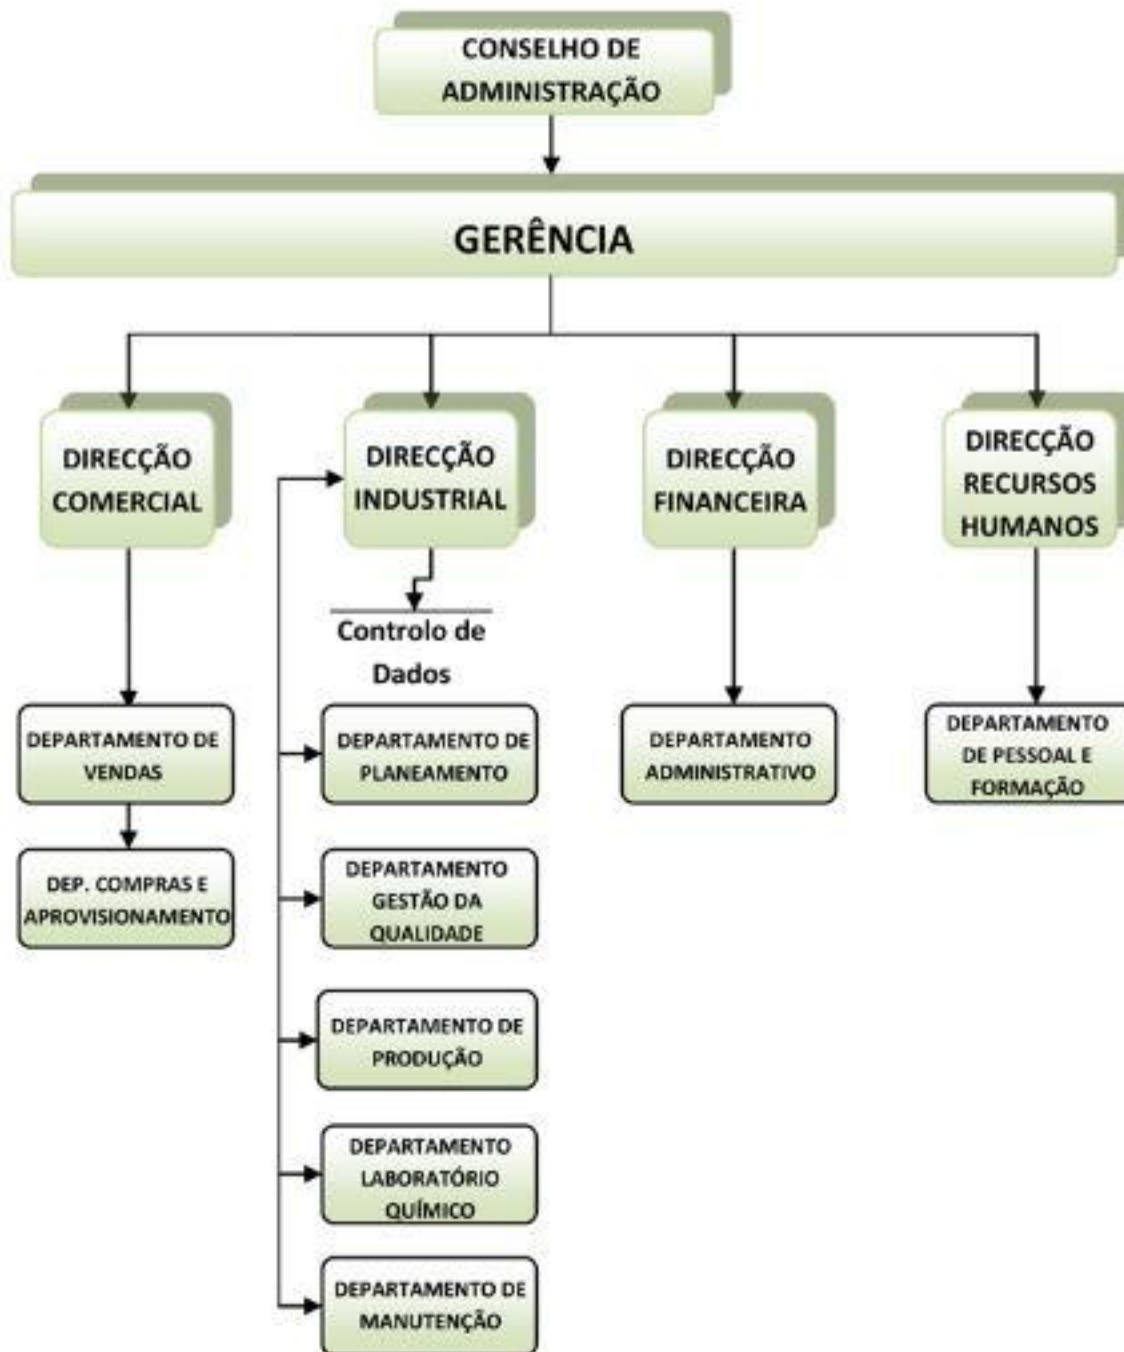 CONSELHO DE
ADMINISTRAÇÃO
GERÊNCIA
DIRECÇÃO
COMERCIAL
DIRECÇÃO
INDUSTRIAL
DIRECÇÃO
FINANCEIRA
DIRECÇÃO
RECURSOS
HUMANOS
Controlo de
Dados
DEPARTAMENTO DE
VENDAS
DEPARTAMENTO DE
PLANEAMENTO
DEPARTAMENTO
ADMINISTRATIVO
DEPARTAMENTO
DE PESSOAL E
FORMAÇÃO
DEP. COMPRAS E
APROVISIONAMENTO
DEPARTAMENTO
GESTÃO DA
QUALIDADE
DEPARTAMENTO DE
PRODUÇÃO
DEPARTAMENTO
LABORATÓRIO
QUÍMICO
DEPARTAMENTO DE
MANUTENÇÃO